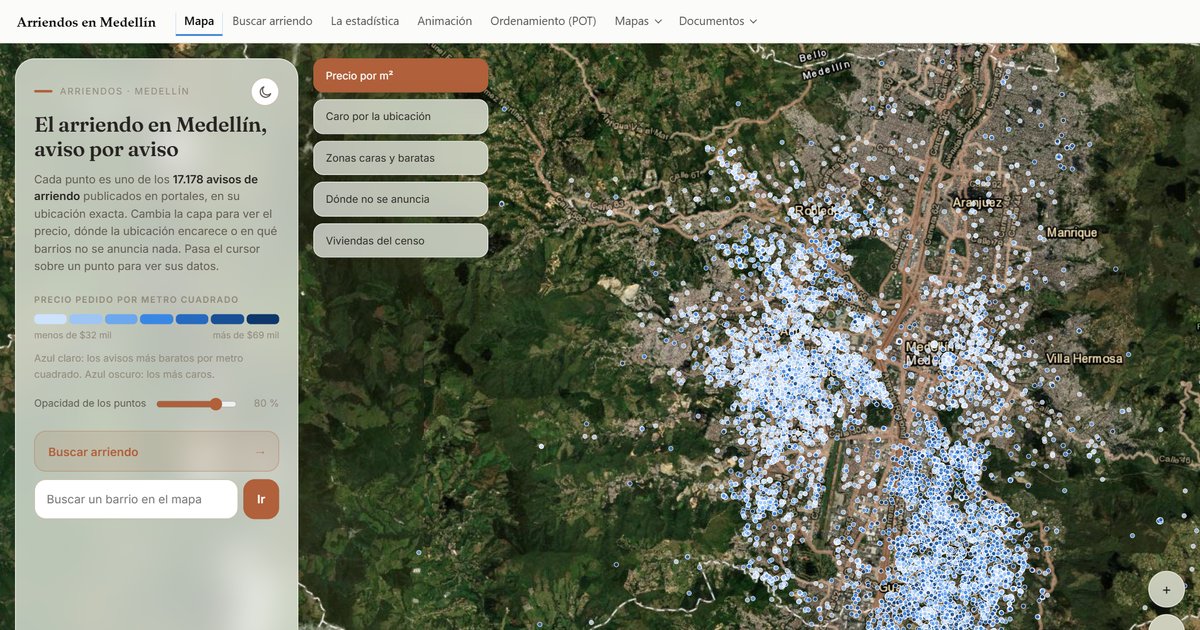 Arriendos en Medellín
Mapa
Buscar arriendo
La estadística
Animación
Ordenamiento (POT)
Mapas
Documentos
ARRIENDOS · MEDELLÍN
El arriendo en Medellín,
aviso por aviso
Cada punto es uno de los 17.178 avisos de
arriendo publicados en portales, en su
ubicación exacta. Cambia la capa para ver el
precio, dónde la ubicación encarece o en qué
barrios no se anuncia nada. Pasa el cursor
sobre un punto para ver sus datos.
PRECIO PEDIDO POR METRO CUADRADO
menos de $32 mil
más de $69 mil
Azul claro: los avisos más baratos por metro
cuadrado. Azul oscuro: los más caros.
Opacidad de los puntos
80 %
Buscar arriendo →
Buscar un barrio en el mapa
Ir
Precio por m²
Caro por la ubicación
Zonas caras y baratas
Dónde no se anuncia
Viviendas del censo
Bello
Medellín
Aranjuez
Manrique
Villa Hermosa
+